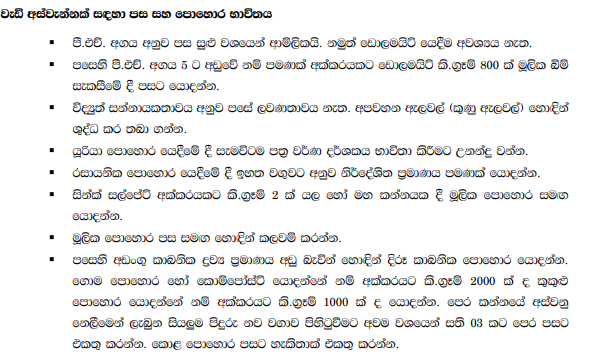 වැඩි අස්වැන්නක් සඳහා පස සහ පොහොර භාවිතය
▪ පී.එච්. අගය අනුව පස සුළු වශයෙන් ආම්ලිකයි. නමුත් ඩොලමයිට් යෙදීම අවශ්‍යය නැත.
▪ පසෙහි පී.එච්. අගය 5 ට අඩුවේ නම් පමණක් අක්කරයකට ඩොලමයිට් කි.ග්‍රෑම් 800 ක් මූලික බිම්
සැකසීමේ දී පසට යොදන්න.
▪ විද්‍යුත් සන්නායකතාවය අනුව පසේ ලවණතාවය නැත. අපවහන ඇලවල් (කුණු ඇලවල්) හොඳින්
ශුද්ධ කර තබා ගන්න.
▪ යූරියා පොහොර යෙදීමේ දී සැමවිටම පත්‍ර වර්ණ දර්ශකය භාවිතා කිරීමට උනන්දු වන්න.
▪ රසායනික පොහොර යෙදීමේ දී ඉහත වගුවට අනුව නිර්දේශිත ප්‍රමාණය පමණක් යොදන්න.
▪ සින්ක් සල්ෆේට් අක්කරයකට කි.ග්‍රෑම් 2 ක් යල හෝ මහ කන්නයක දී මූලික පොහොර සමඟ
යොදන්න.
▪ මූලික පොහොර පස සමඟ හොඳින් කලවම් කරන්න.
▪ පසෙහි අඩංගු කාබනික ද්‍රව්‍ය ප්‍රමාණය අඩු බැවින් හොඳින් දිරූ කාබනික පොහොර යොදන්න.
ගොම පොහොර හෝ කොම්පෝස්ට් යොදන්නේ නම් අක්කරයට කි.ග්‍රෑම් 2000 ක් ද කුකුළු
පොහොර යොදන්නේ නම් අක්කරයට කි.ග්‍රෑම් 1000 ක් ද යොදන්න. පෙර කන්නයේ අස්වනු
නෙලීමෙන් ලැබුන සියලුම පිදුරු නව වගාව පිහිටුවීමට අවම වශයෙන් සති 03 කට පෙර පසට
එකතු කරන්න. කොළ පොහොර පසට හැකිතාක් එකතු කරන්න.